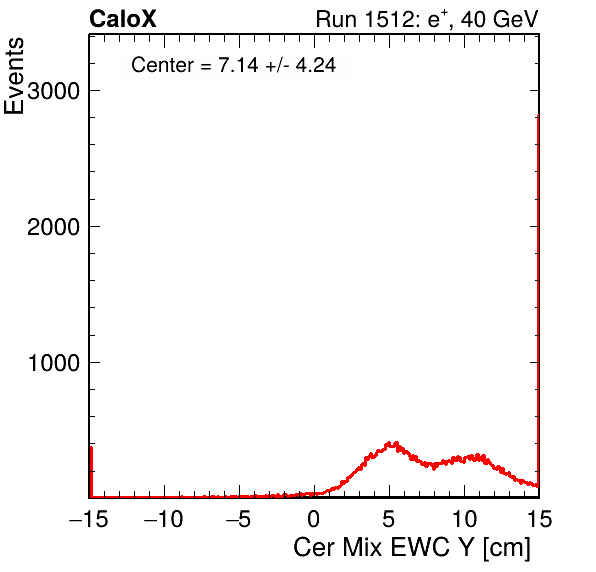 CaloX Run 1512: e⁺, 40 GeV
Center = 7.14 +/- 4.24
Events
3000
2000
1000
−15 −10 −5 0 5 10 15
Cer Mix EWC Y [cm]